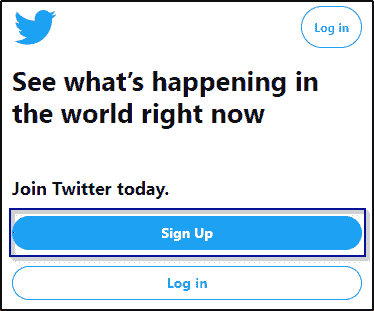 Log in
See what's happening in
the world right now
Join Twitter today.
Sign Up
Log in